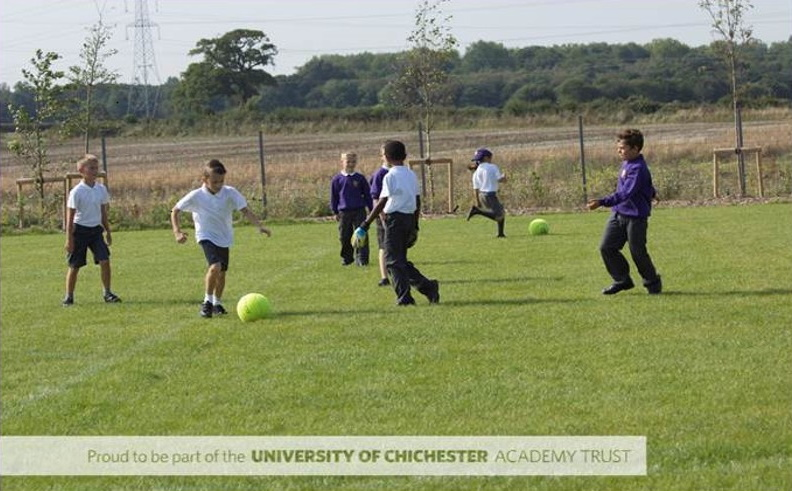 Proud to be part of the UNIVERSITY OF CHICHESTER ACADEMY TRUST